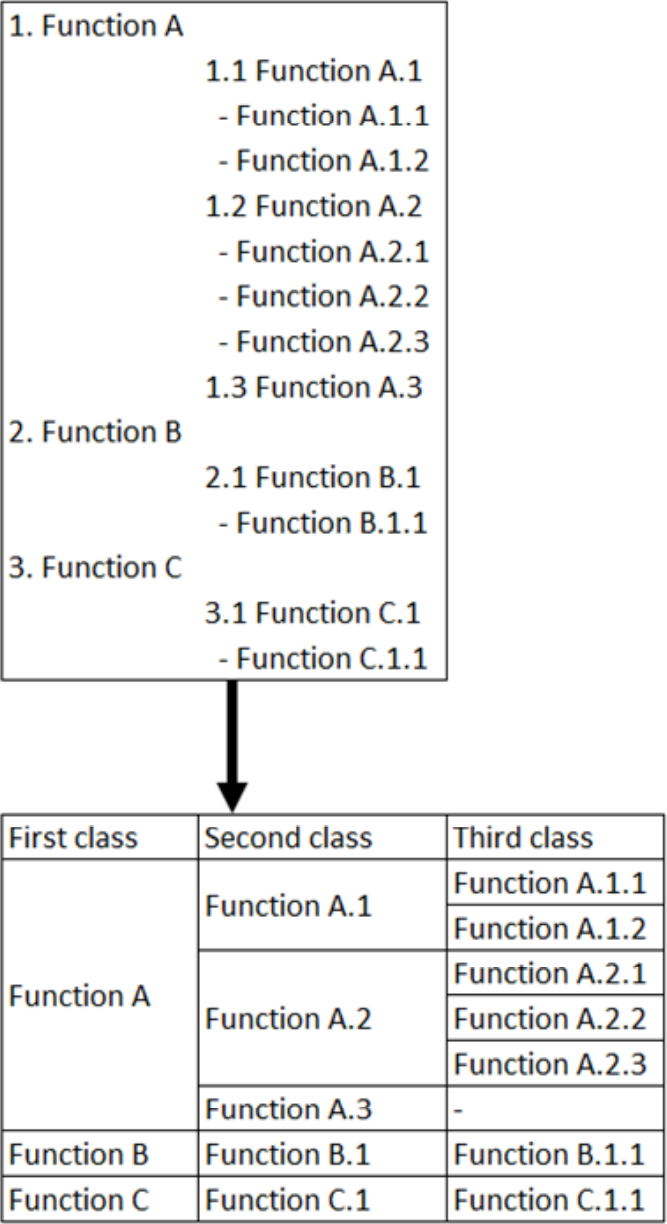 1. Function A
1.1 Function A.1
- Function A.1.1
- Function A.1.2
1.2 Function A.2
- Function A.2.1
- Function A.2.2
- Function A.2.3
1.3 Function A.3
2. Function B
2.1 Function B.1
- Function B.1.1
3. Function C
3.1 Function C.1
- Function C.1.1
First class Second class Third class
Function A Function A.1 Function A.1.1
Function A.1.2
Function A.2 Function A.2.1
Function A.2.2
Function A.2.3
Function A.3 -
Function B Function B.1 Function B.1.1
Function C Function C.1 Function C.1.1